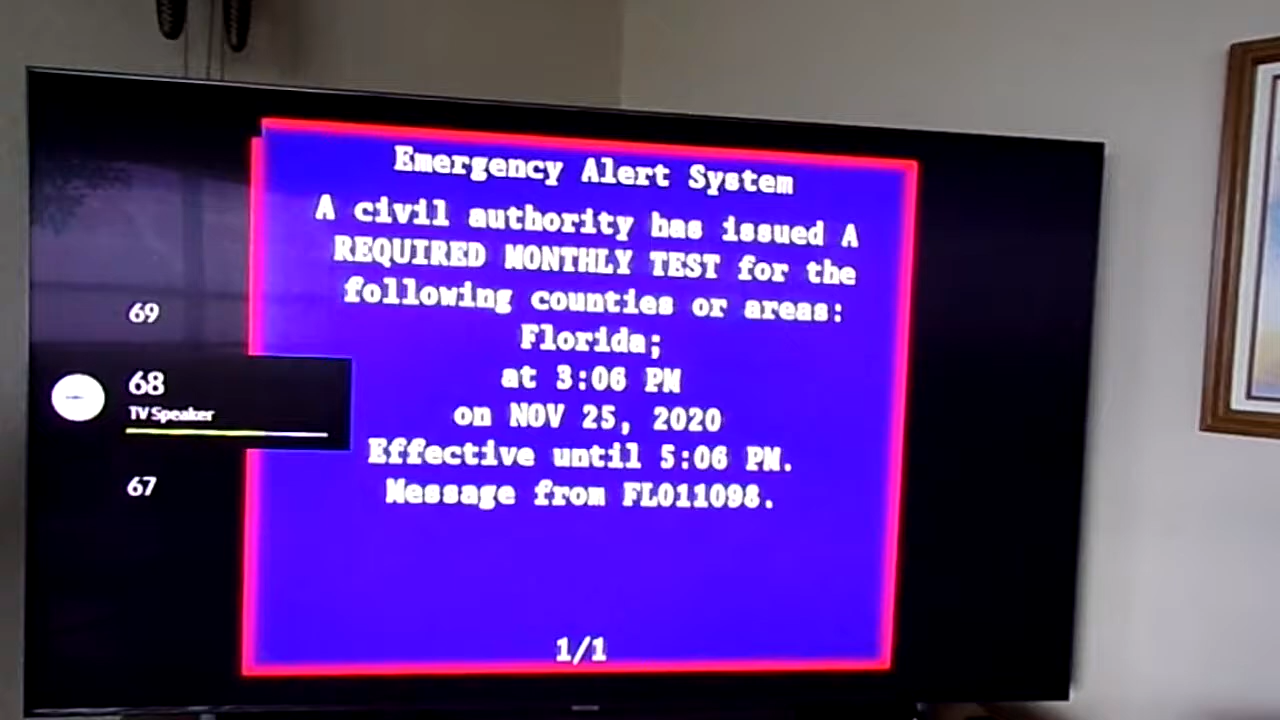 Emergency Alert System
A civil authority has issued A
REQUIRED MONTHLY TEST for the
following counties or areas:
Florida;
at 3:06 PM
on NOV 25, 2020
Effective until 5:06 PM.
Message from FL011098.
1/1
69
68
TV Speaker
67